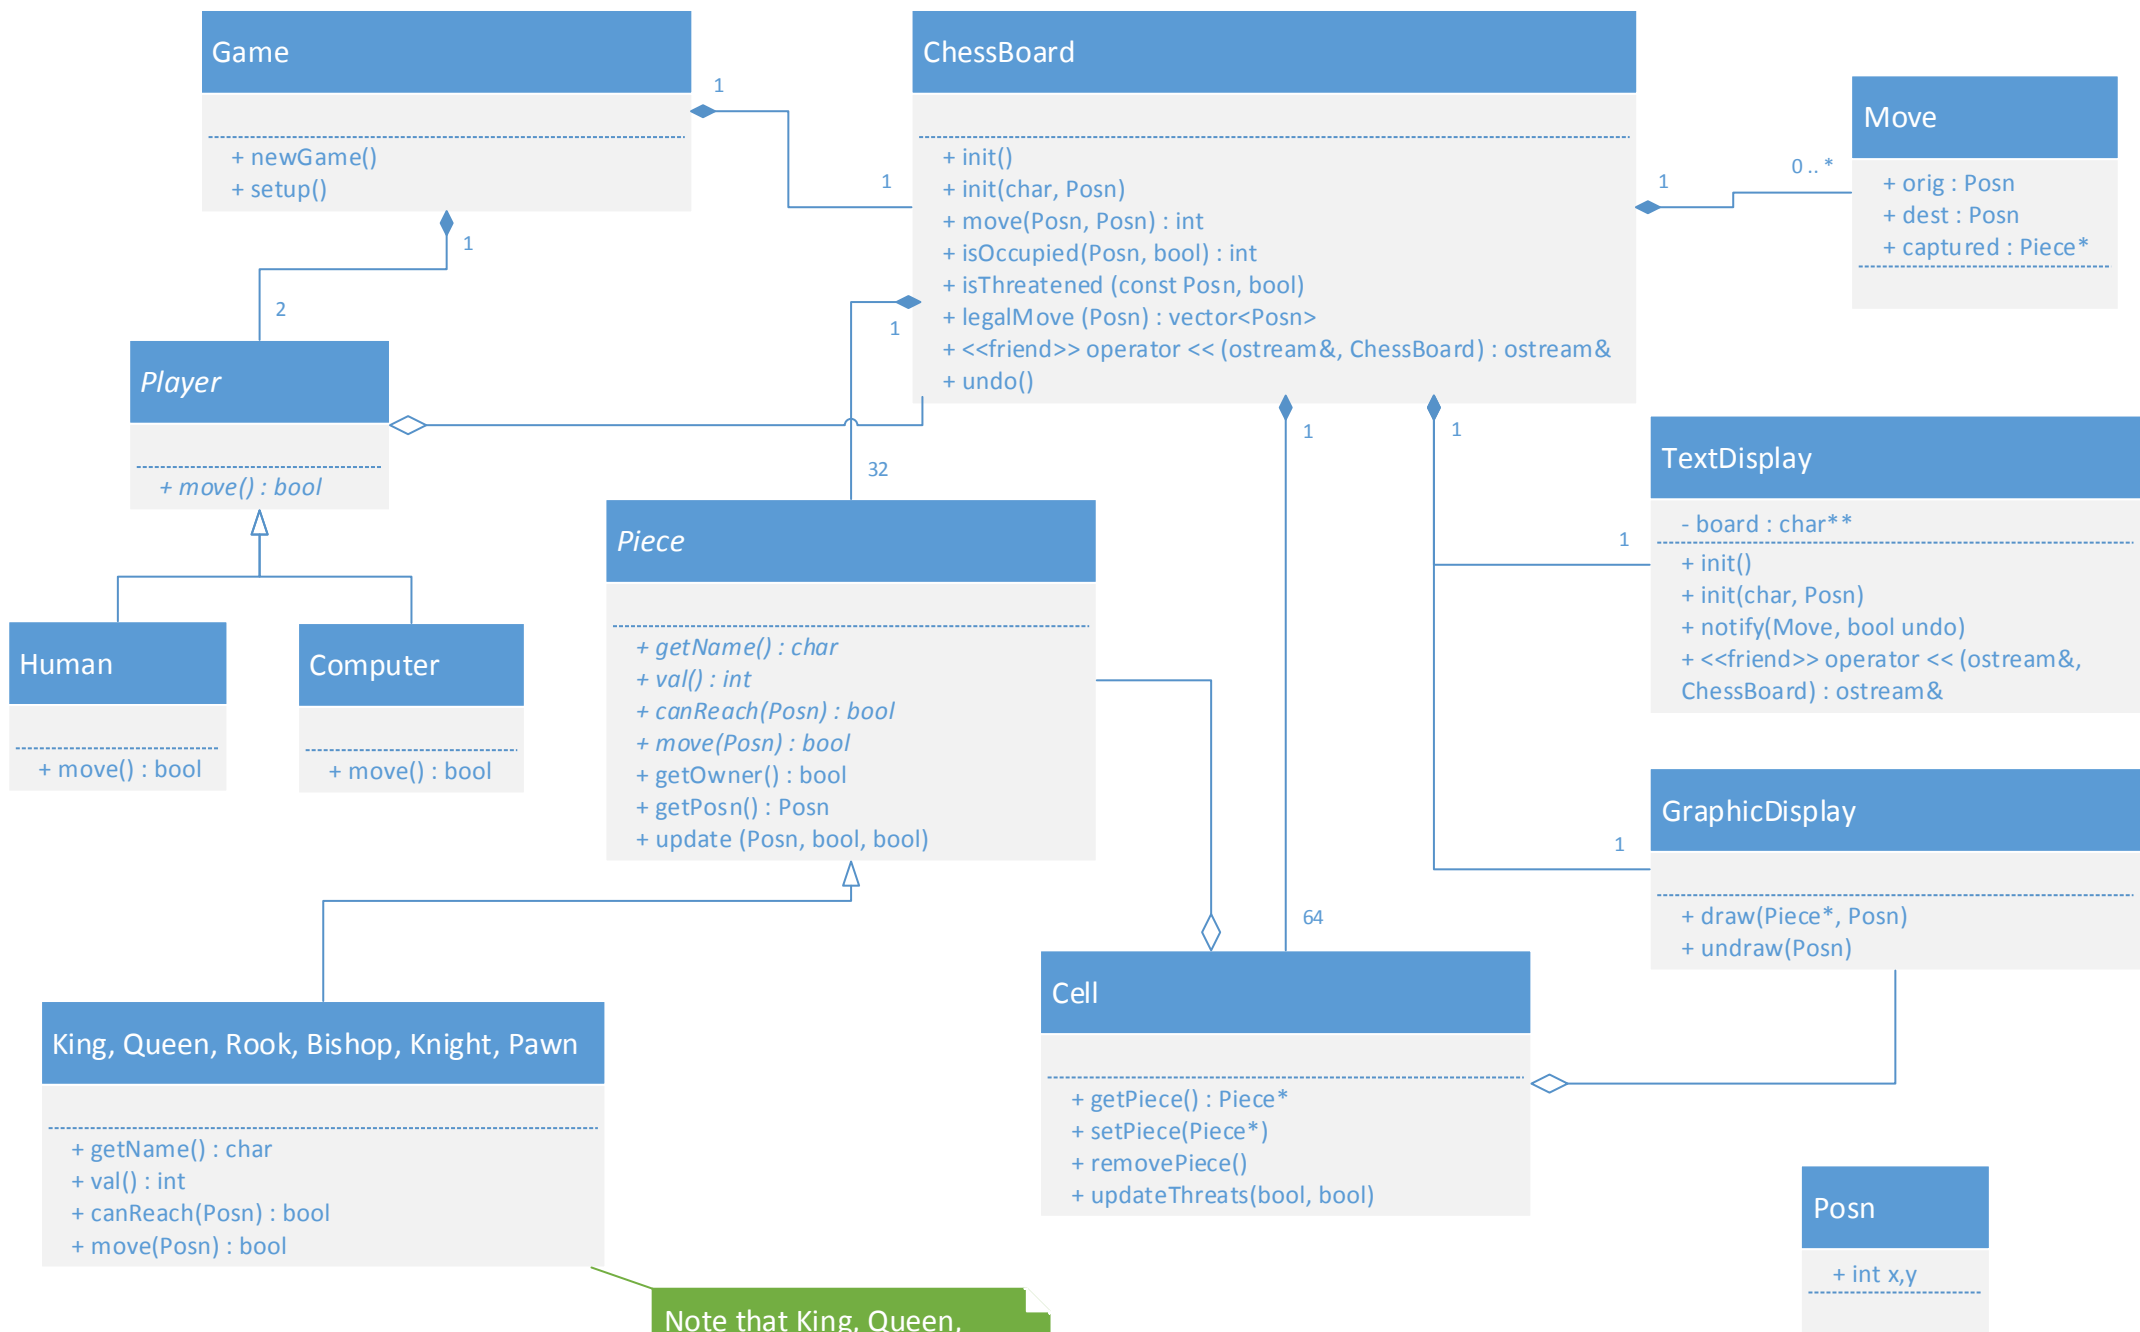 Game
+ newGame()
+ setup()
1
1
1
2
ChessBoard
+ init()
+ init(char, Posn)
+ move(Posn, Posn) : int
+ isOccupied(Posn, bool) : int
+ isThreatened (const Posn, bool)
+ legalMove (Posn) : vector<Posn>
+ <<friend>> operator << (ostream&, ChessBoard) : ostream&
+ undo()
1
0 .. *
Move
+ orig : Posn
+ dest : Posn
+ captured : Piece*
1
32
1
64
1
1
1
Player
+ move() : bool
Human
+ move() : bool
Computer
+ move() : bool
Piece
+ getName() : char
+ val() : int
+ canReach(Posn) : bool
+ move(Posn) : bool
+ getOwner() : bool
+ getPosn() : Posn
+ update (Posn, bool, bool)
TextDisplay
- board : char**
+ init()
+ init(char, Posn)
+ notify(Move, bool undo)
+ <<friend>> operator << (ostream&,
ChessBoard) : ostream&
GraphicDisplay
+ draw(Piece*, Posn)
+ undraw(Posn)
King, Queen, Rook, Bishop, Knight, Pawn
+ getName() : char
+ val() : int
+ canReach(Posn) : bool
+ move(Posn) : bool
Cell
+ getPiece() : Piece*
+ setPiece(Piece*)
+ removePiece()
+ updateThreats(bool, bool)
Posn
+ int x,y
Note that King, Queen,